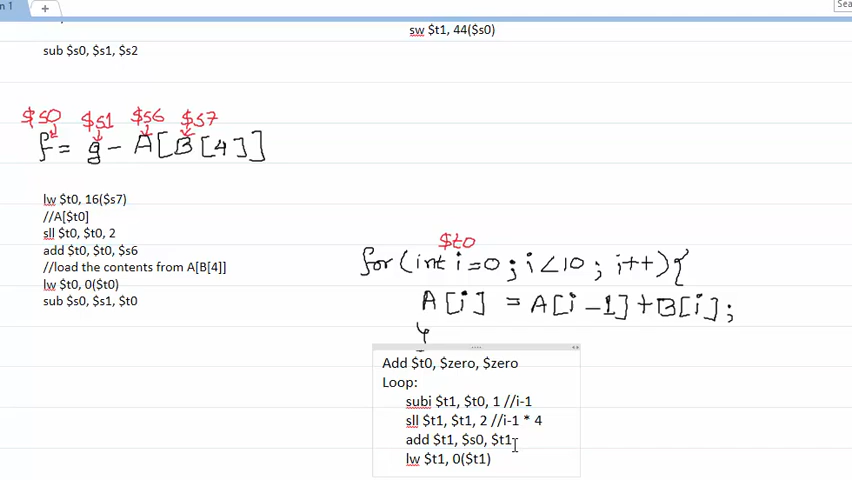 n 1
+
Sea
sw $t1, 44($s0)
sub $s0, $s1, $s2
$s0 $s1 $s6 $s7
f= g- A[B[4]]
lw $t0, 16($s7)
//A[$t0]
sll $t0, $t0, 2
add $t0, $t0, $s6
//load the contents from A[B[4]]
lw $t0, 0($t0)
sub $s0, $s1, $t0
$t0
for(int i=0;i<10; i++){
A[i] = A[i-1]+B[i];
}
Add $t0, $zero, $zero
Loop:
subi $t1, $t0, 1 //i-1
sll $t1, $t1, 2 //i-1 * 4
add $t1, $s0, $t1
lw $t1, 0($t1)